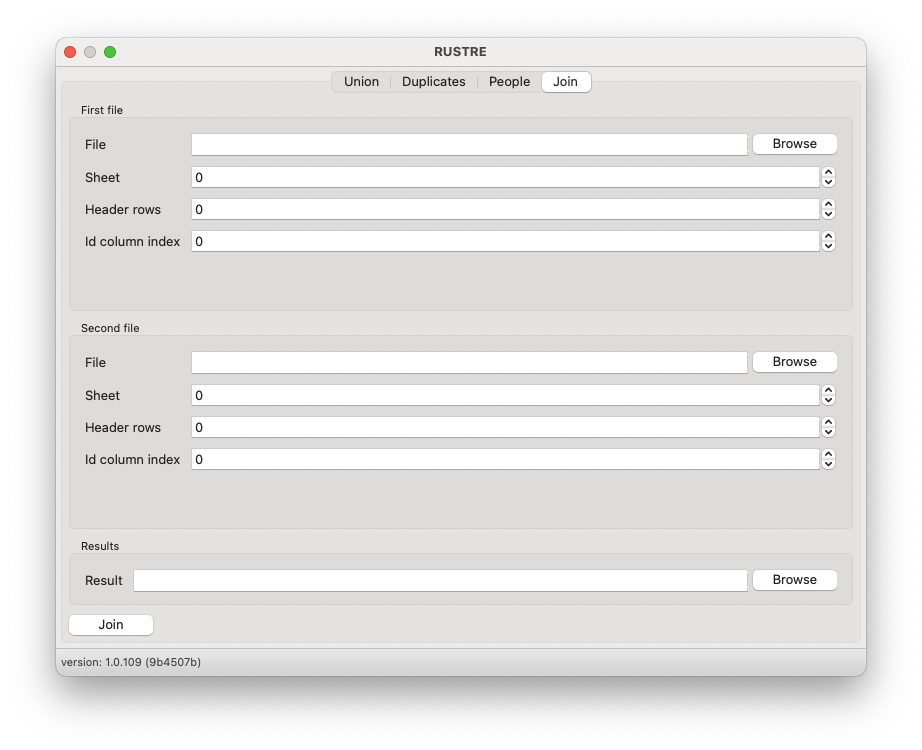 RUSTRE
Union Duplicates People Join
First file
File Browse
Sheet 0
Header rows 0
Id column index 0
Second file
File Browse
Sheet 0
Header rows 0
Id column index 0
Results
Result Browse
Join
version: 1.0.109 (9b4507b)